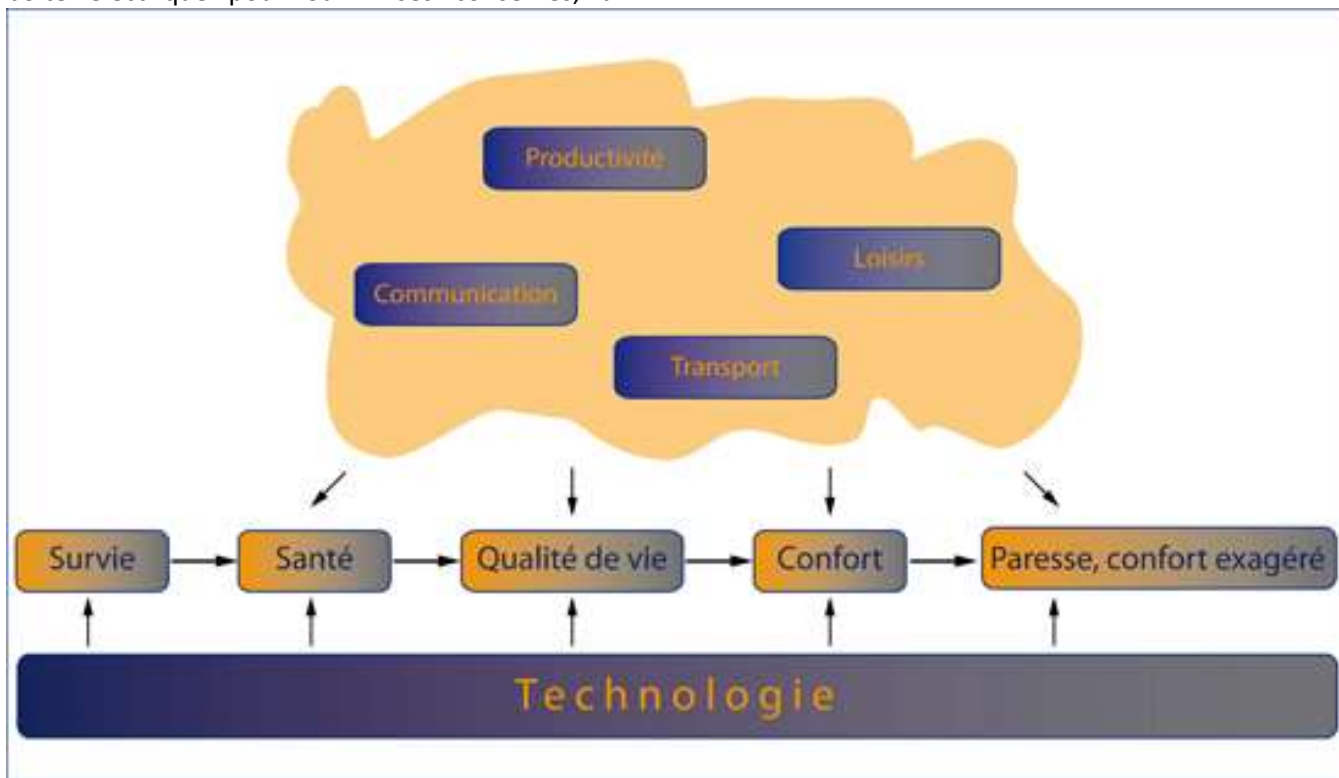 Productivité
Loisirs
Communication
Transport
Survie
Santé
Qualité de vie
Confort
Paresse, confort exagéré
Technologie